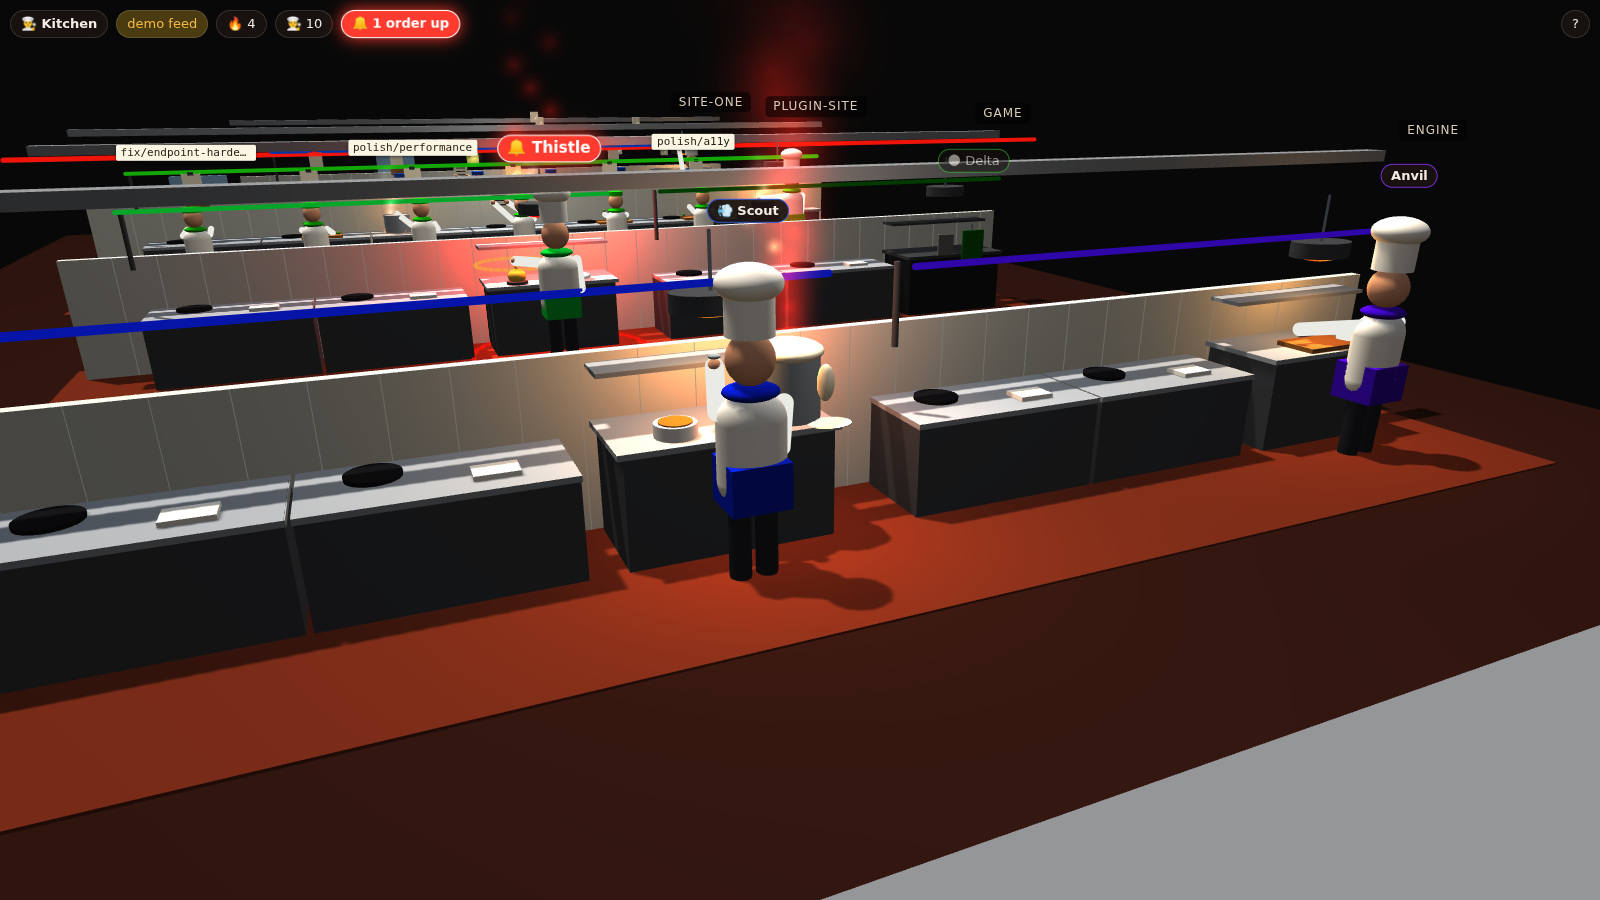 Kitchen
demo feed
4
10
1 order up
?
SITE-ONE
PLUGIN-SITE
GAME
ENGINE
fix/endpoint-harde…
polish/performance
Thistle
polish/a11y
Delta
Anvil
Scout